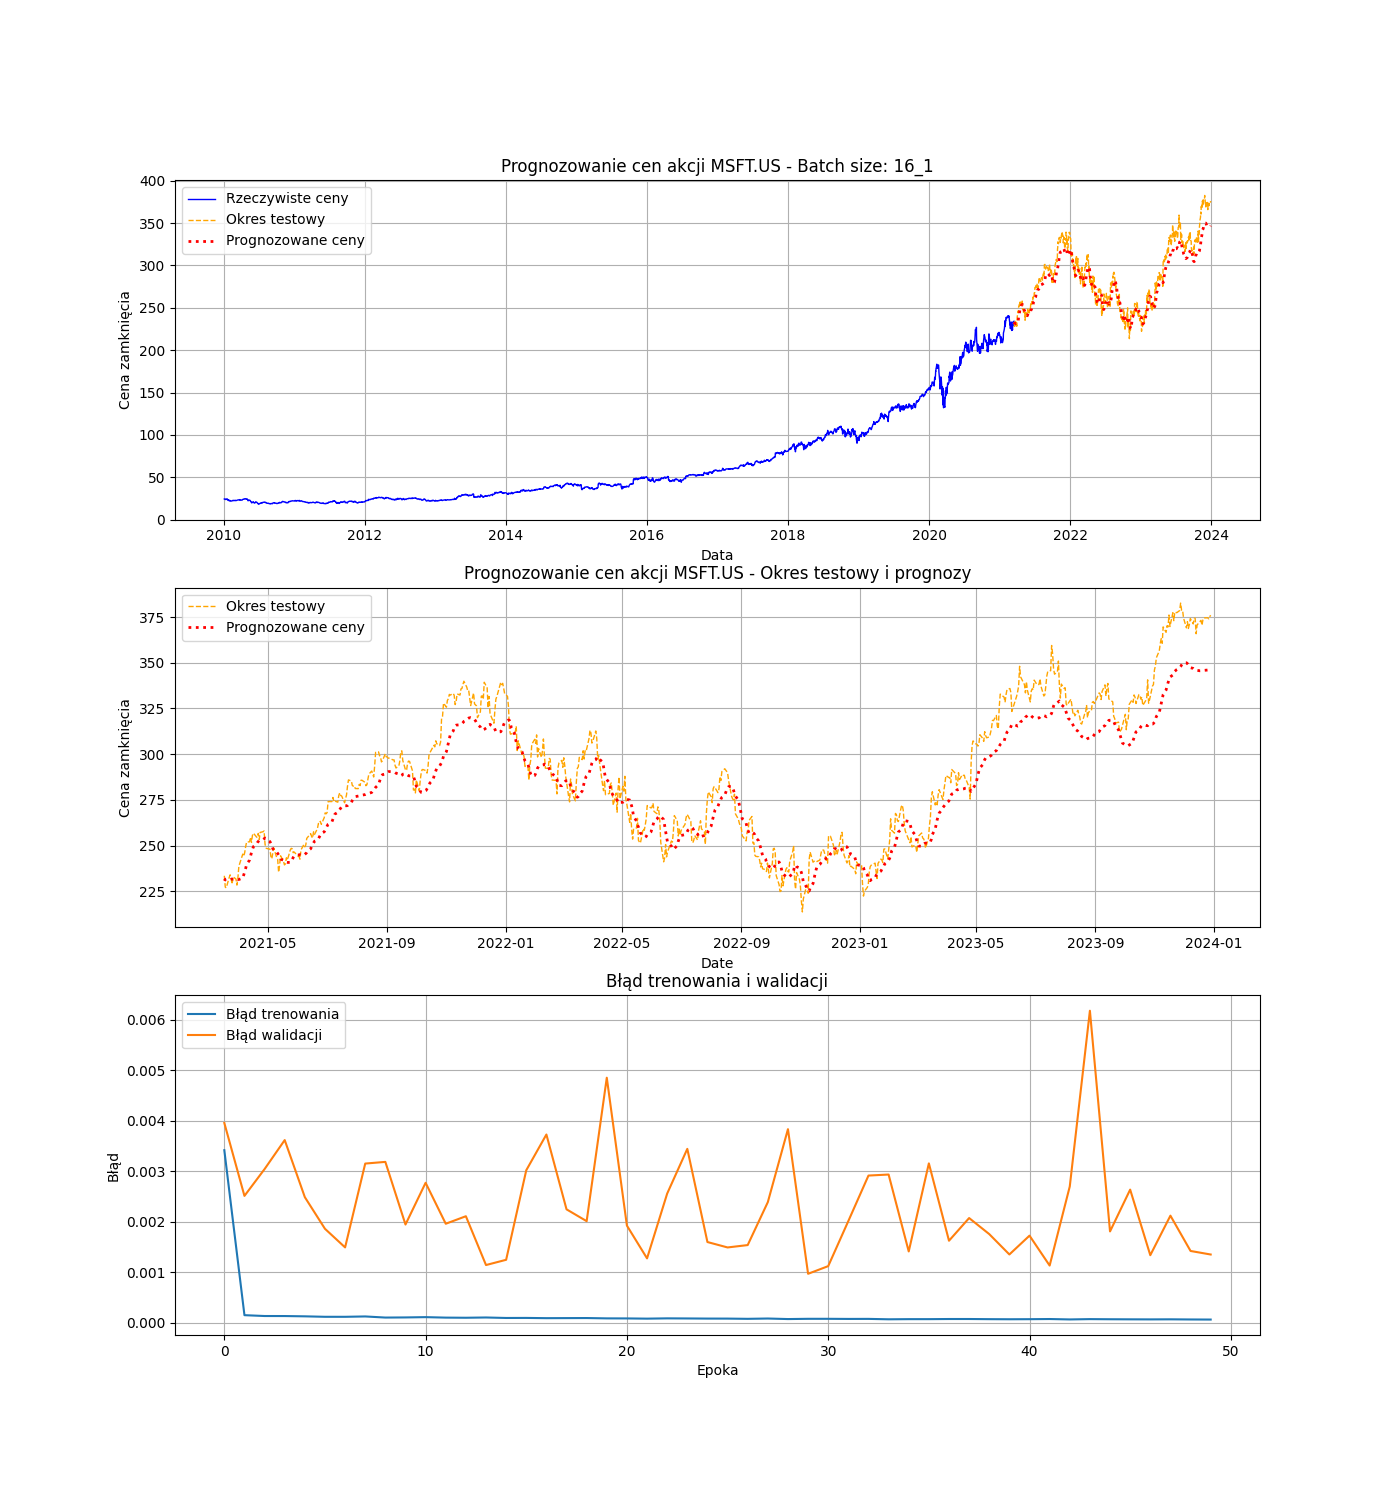 Prognozowanie cen akcji MSFT.US - Batch size: 16_1
400
350
300
250
200
150
100
50
0
Cena zamknięcia
Rzeczywiste ceny
Okres testowy
Prognozowane ceny
2010 2012 2014 2016 2018 2020 2022 2024
Data
Prognozowanie cen akcji MSFT.US - Okres testowy i prognozy
375
350
325
300
275
250
225
Cena zamknięcia
Okres testowy
Prognozowane ceny
2021-05 2021-09 2022-01 2022-05 2022-09 2023-01 2023-05 2023-09 2024-01
Date
Błąd trenowania i walidacji
0.006
0.005
0.004
0.003
0.002
0.001
0.000
Błąd
Błąd trenowania
Błąd walidacji
0 10 20 30 40 50
Epoka